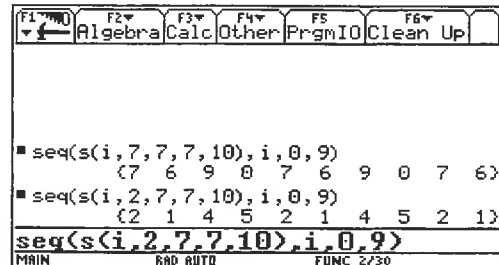 F1 F2 F3 F4 F5 F6
Algebra Calc Other PrgmIO Clean Up
seq(s(i,7,7,7,10),i,0,9)
{7 6 9 0 7 6 9 0 7 6}
seq(s(i,2,7,7,10),i,0,9)
{2 1 4 5 2 1 4 5 2 1}
seq(s(i,2,7,7,10),i,0,9)
MAIN RAD AUTO FUNC 2/30